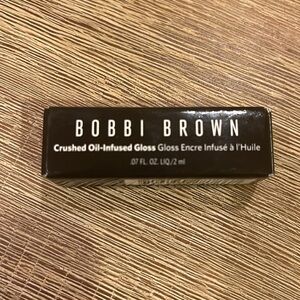 BOBBI BROWN
Crushed Oil-Infused Gloss Gloss Encre Infusé à l'Huile
.07 FL. OZ. LIQ/2 ml